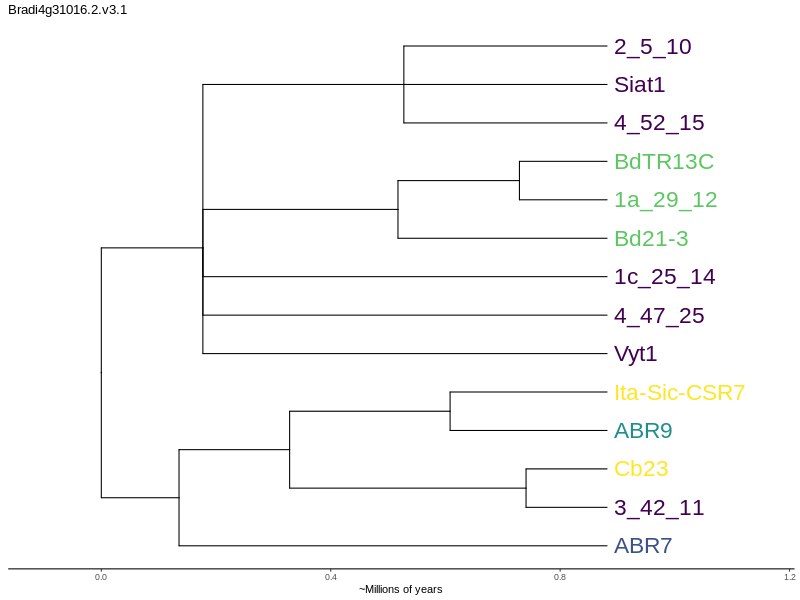 Bradi4g31016.2.v3.1
2_5_10
Siat1
4_52_15
BdTR13C
1a_29_12
Bd21-3
1c_25_14
4_47_25
Vyt1
Ita-Sic-CSR7
ABR9
Cb23
3_42_11
ABR7
0.0 0.4 0.8 1.2
~Millions of years